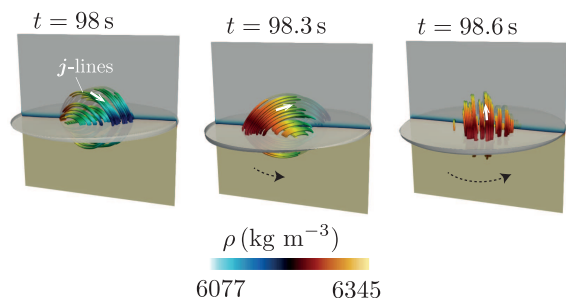 t = 98 s
t = 98.3 s
t = 98.6 s
j-lines
ρ (kg m⁻³)
6077
6345